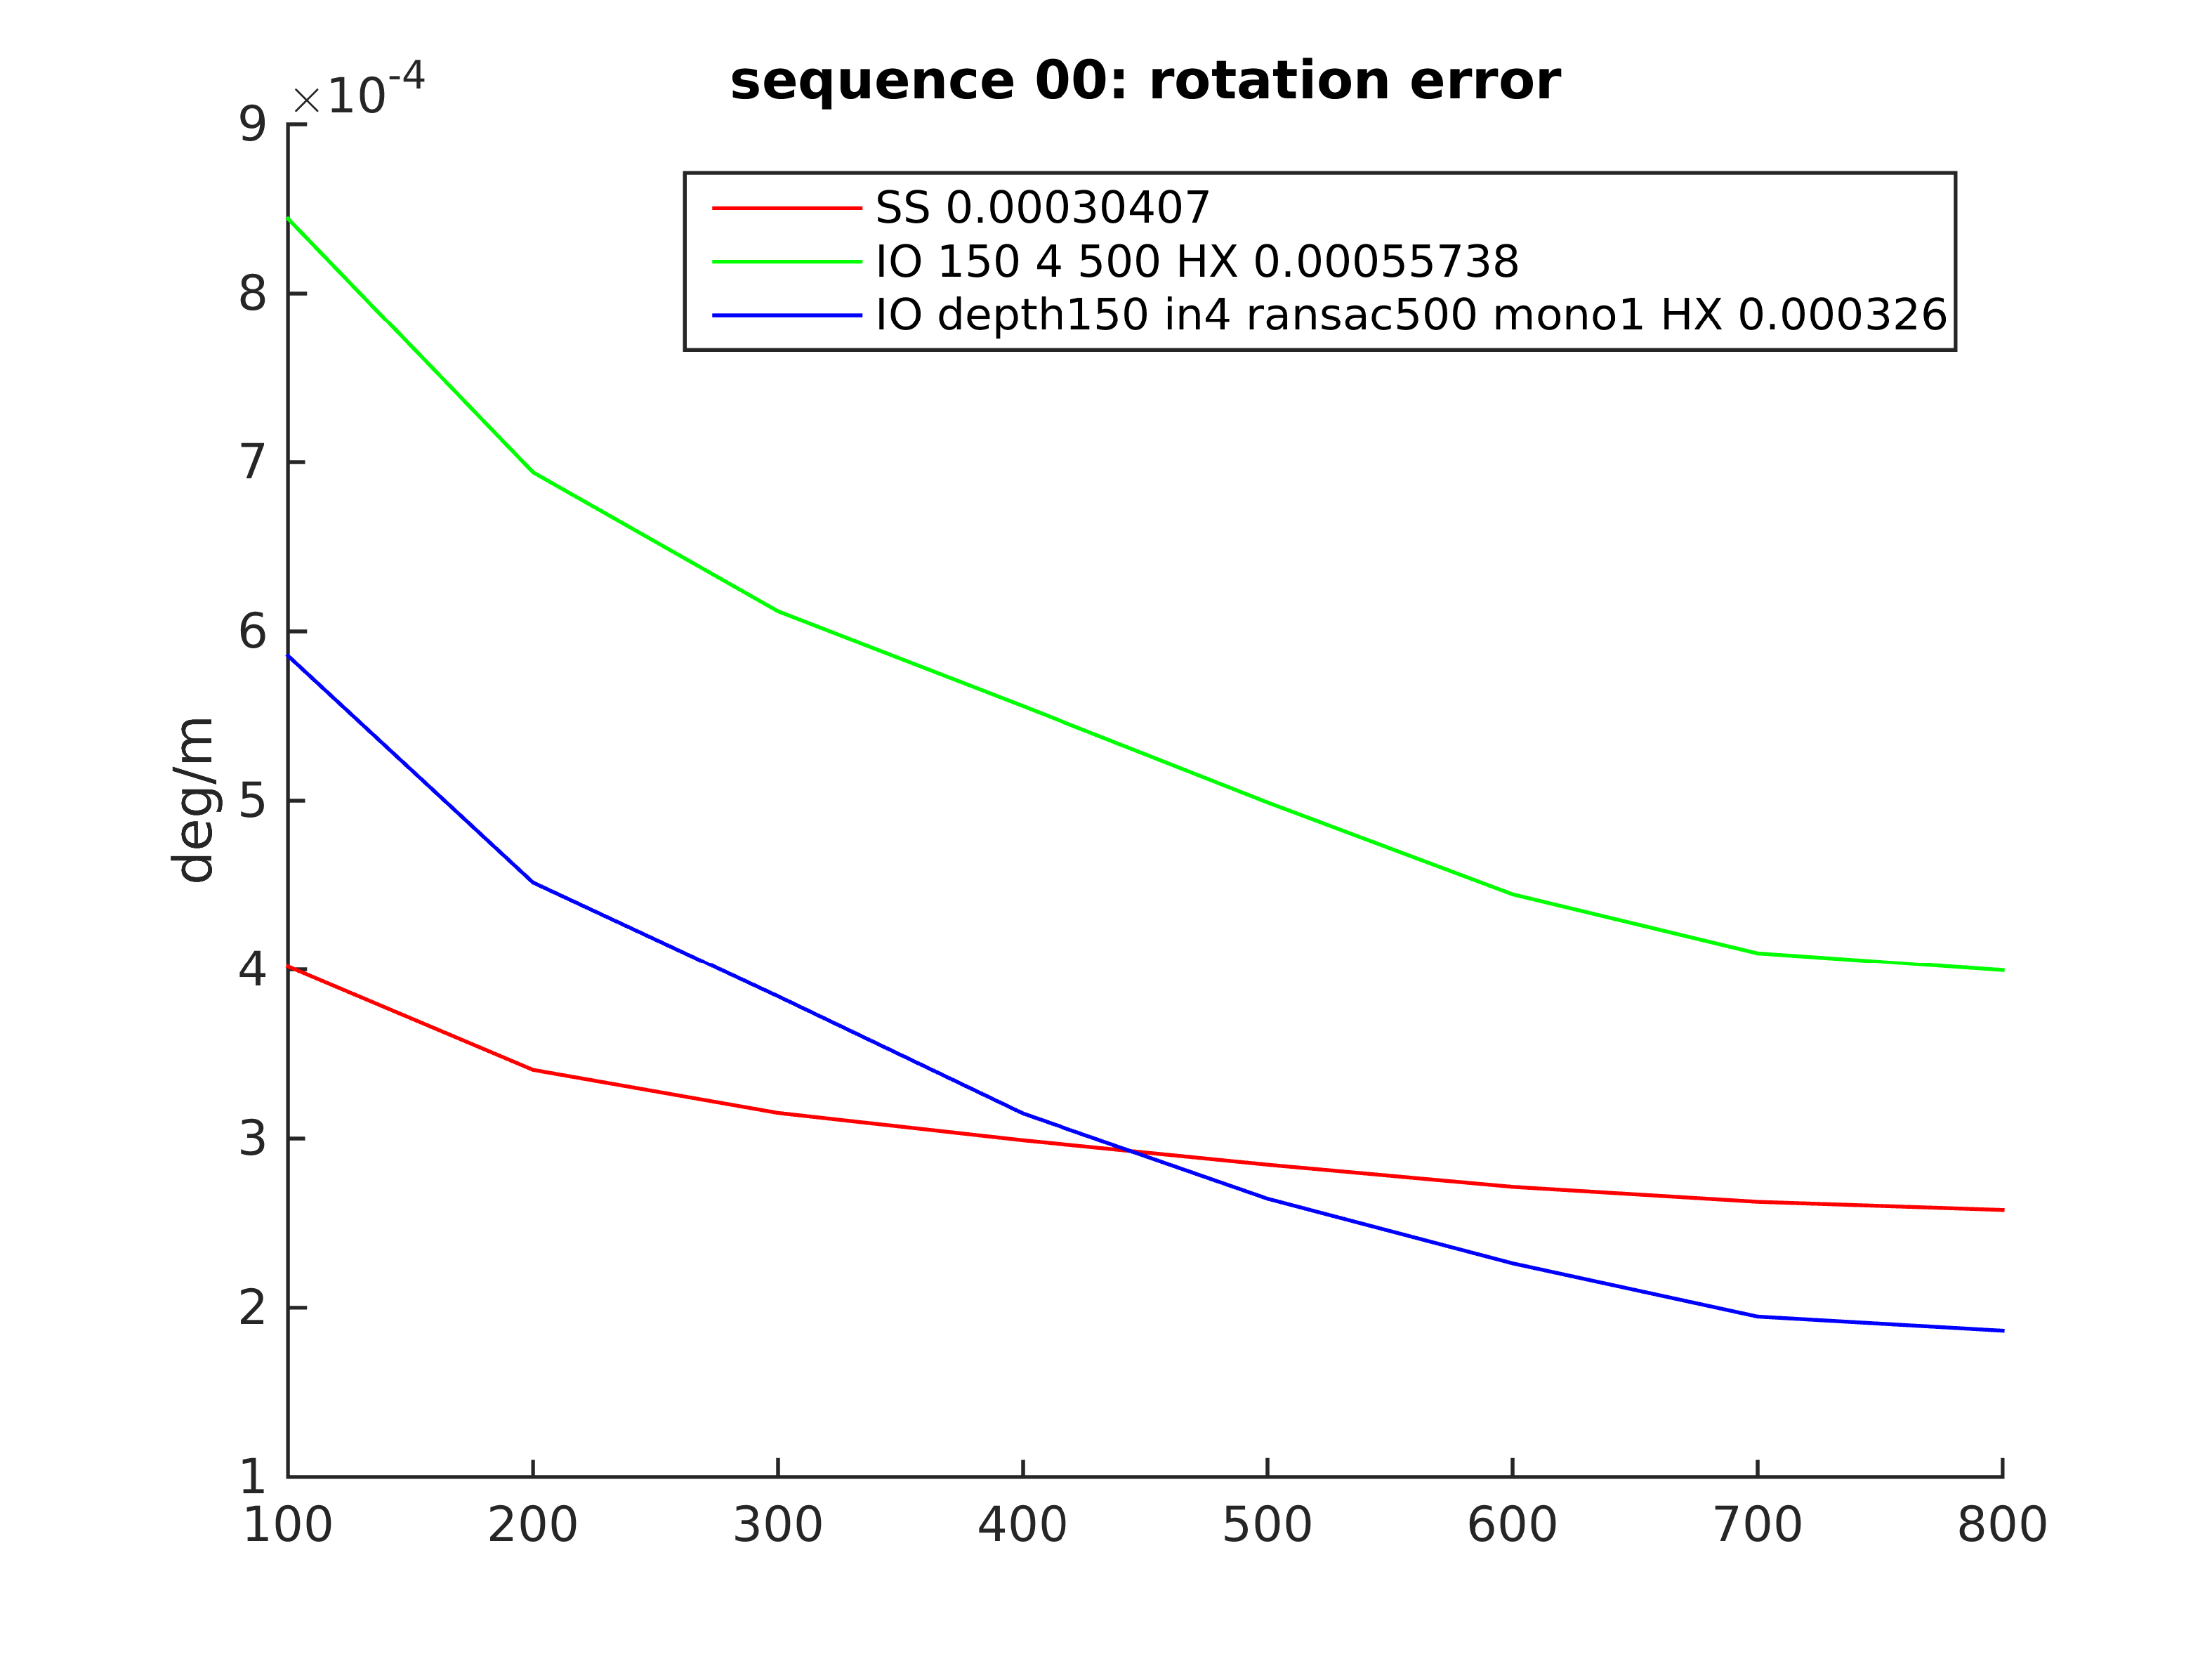 sequence 00: rotation error
×10^-4
SS 0.00030407
IO 150 4 500 HX 0.00055738
IO depth150 in4 ransac500 mono1 HX 0.000326
deg/m
9
8
7
6
5
4
3
2
1
100 200 300 400 500 600 700 800